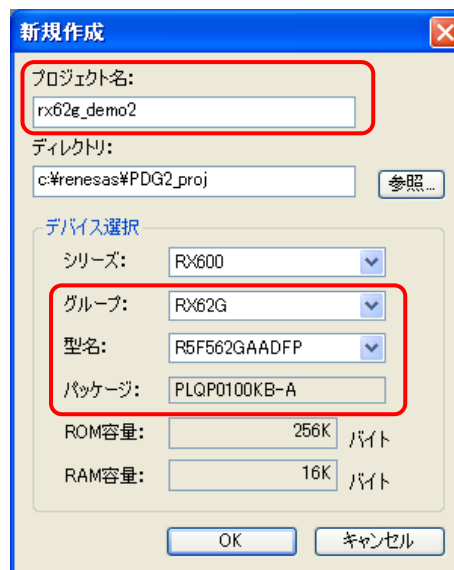 新規作成
プロジェクト名:
rx62g_demo2
ディレクトリ:
c:¥renesas¥PDG2_proj
参照...
デバイス選択
シリーズ: RX600
グループ: RX62G
型名: R5F562GAADFP
パッケージ: PLQP0100KB-A
ROM容量: 256K バイト
RAM容量: 16K バイト
OK キャンセル